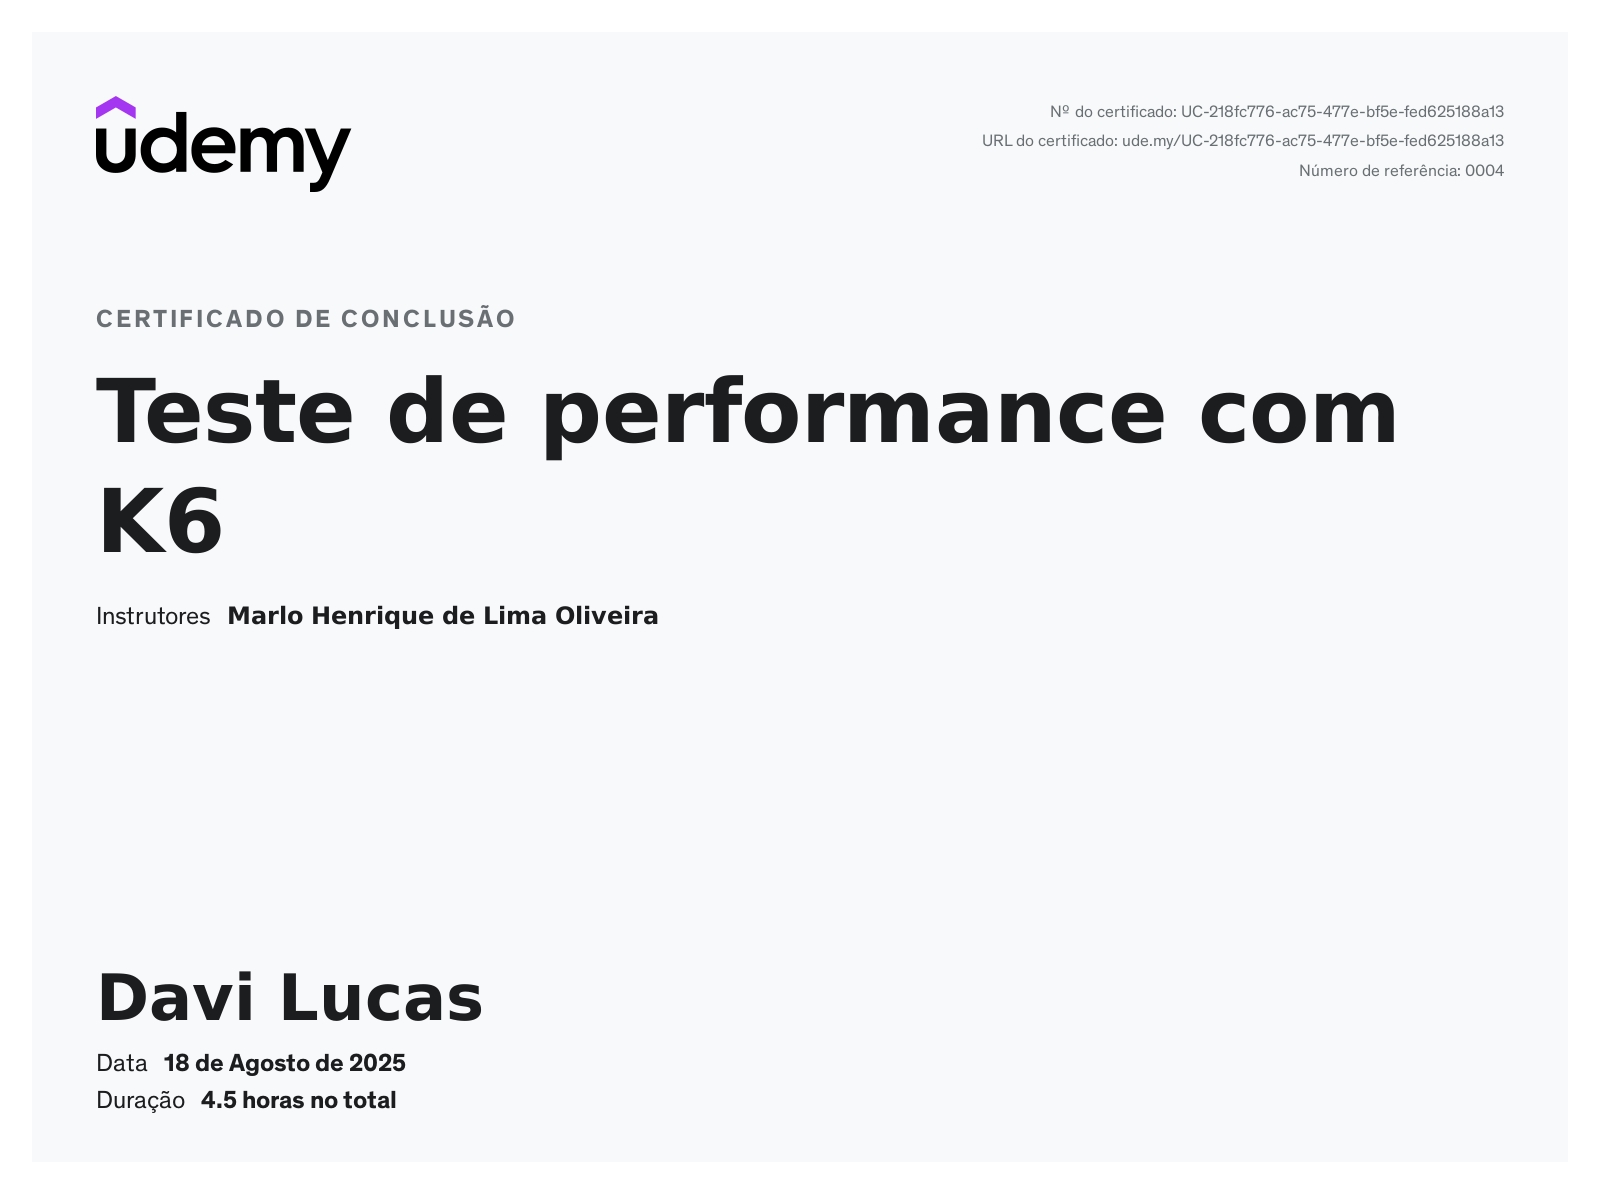 udemy
Nº do certificado: UC-218fc776-ac75-477e-bf5e-fed625188a13
URL do certificado: ude.my/UC-218fc776-ac75-477e-bf5e-fed625188a13
Número de referência: 0004
CERTIFICADO DE CONCLUSÃO
Teste de performance com
K6
Instrutores Marlo Henrique de Lima Oliveira
Davi Lucas
Data 18 de Agosto de 2025
Duração 4.5 horas no total